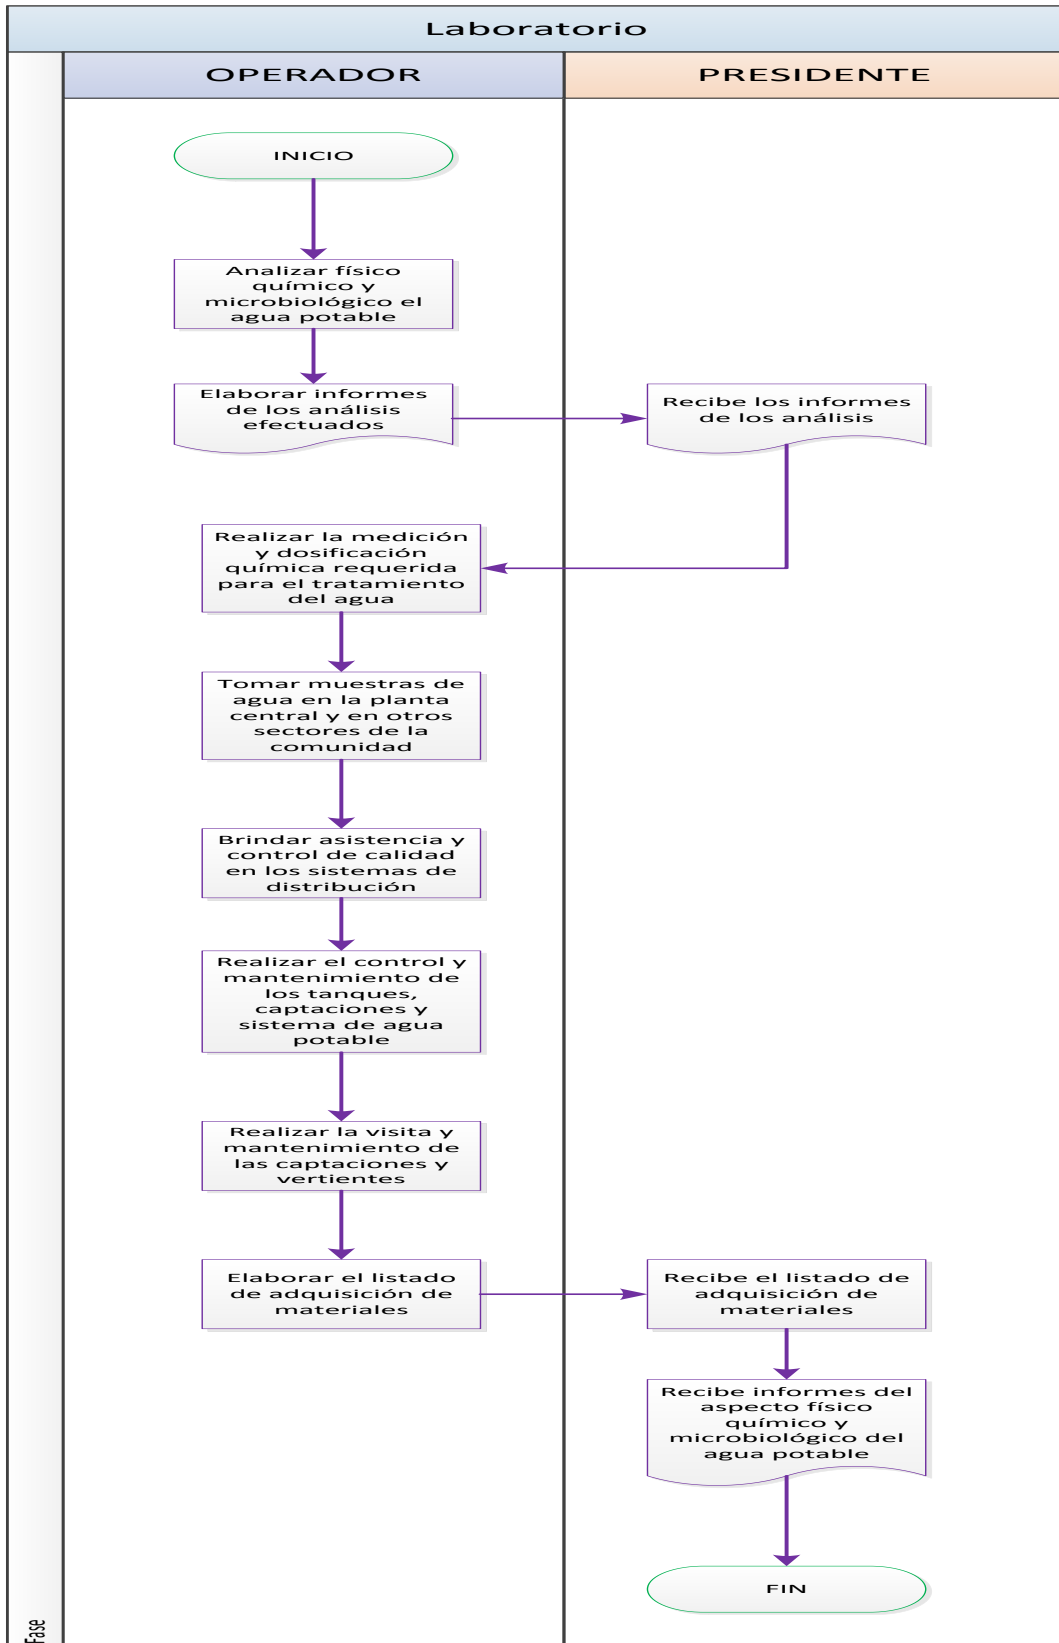 Laboratorio
OPERADOR
PRESIDENTE
INICIO
Analizar físico
químico y
microbiológico el
agua potable
Elaborar informes
de los análisis
efectuados
Recibe los informes
de los análisis
Realizar la medición
y dosificación
química requerida
para el tratamiento
del agua
Tomar muestras de
agua en la planta
central y en otros
sectores de la
comunidad
Brindar asistencia y
control de calidad
en los sistemas de
distribución
Realizar el control y
mantenimiento de
los tanques,
captaciones y
sistema de agua
potable
Realizar la visita y
mantenimiento de
las captaciones y
vertientes
Elaborar el listado
de adquisición de
materiales
Recibe el listado de
adquisición de
materiales
Recibe informes del
aspecto físico
químico y
microbiológico del
agua potable
FIN
Fase